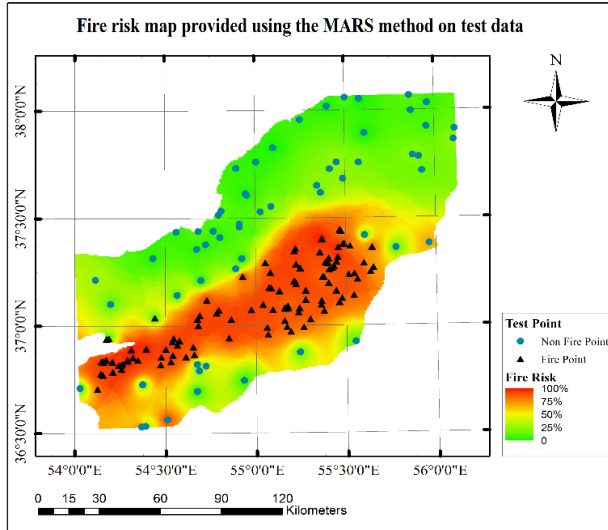 Fire risk map provided using the MARS method on test data
N
38°0'0"N
37°30'0"N
37°0'0"N
36°30'0"N
54°0'0"E
54°30'0"E
55°0'0"E
55°30'0"E
56°0'0"E
Test Point
Non Fire Point
Fire Point
Fire Risk
100%
75%
50%
25%
0
0 15 30 60 90 120
Kilometers